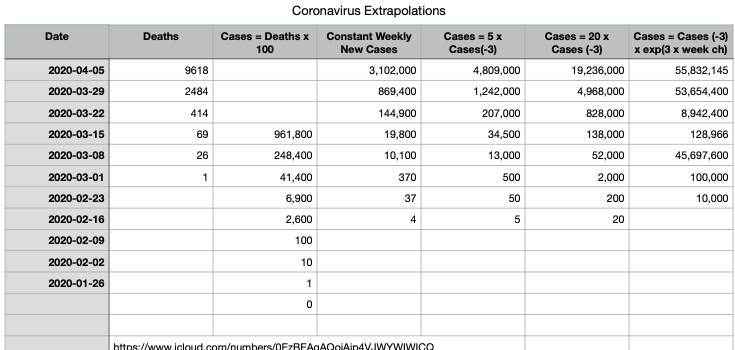 Coronavirus Extrapolations
Date Deaths Cases = Deaths x 100 Constant Weekly New Cases Cases = 5 x Cases(-3) Cases = 20 x Cases (-3) Cases = Cases (-3) x exp(3 x week ch)
2020-04-05 9618 3,102,000 4,809,000 19,236,000 55,832,145
2020-03-29 2484 869,400 1,242,000 4,968,000 53,654,400
2020-03-22 414 144,900 207,000 828,000 8,942,400
2020-03-15 69 961,800 19,800 34,500 138,000 128,966
2020-03-08 26 248,400 10,100 13,000 52,000 45,697,600
2020-03-01 1 41,400 370 500 2,000 100,000
2020-02-23 6,900 37 50 200 10,000
2020-02-16 2,600 4 5 20
2020-02-09 100
2020-02-02 10
2020-01-26 1
0